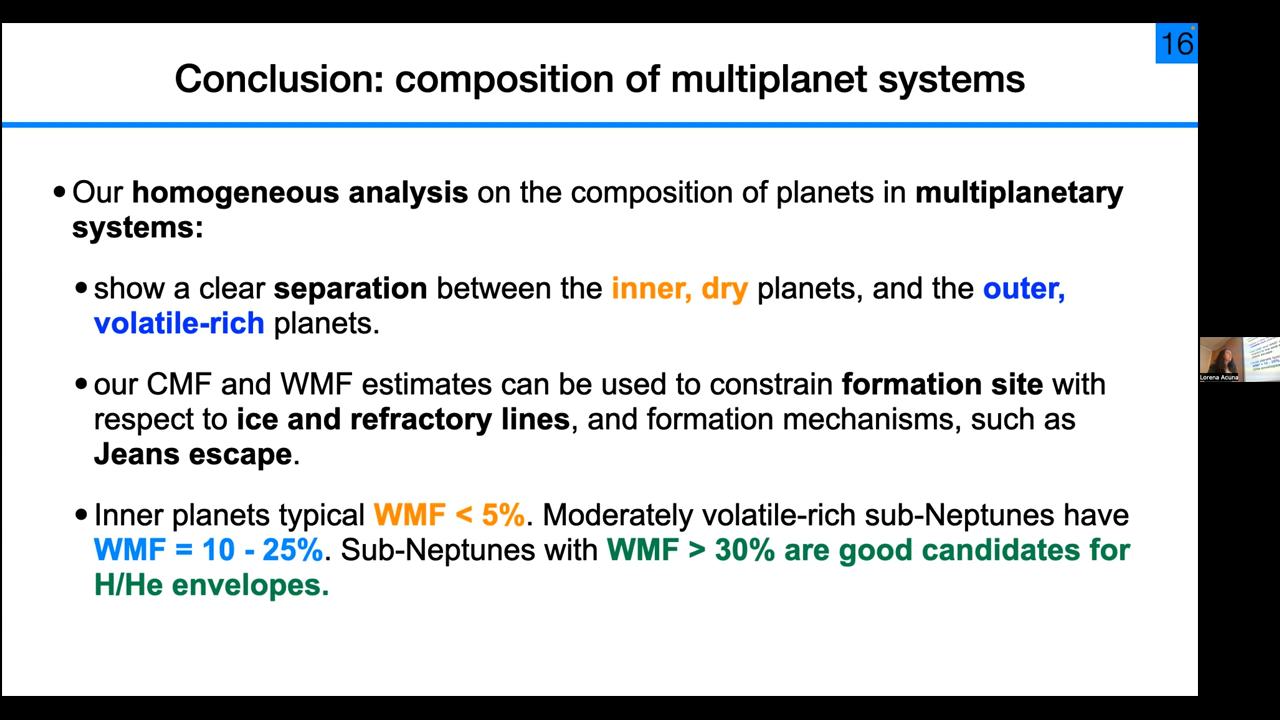 16
Conclusion: composition of multiplanet systems
• Our homogeneous analysis on the composition of planets in multiplanetary
systems:
• show a clear separation between the inner, dry planets, and the outer,
volatile-rich planets.
• our CMF and WMF estimates can be used to constrain formation site with
respect to ice and refractory lines, and formation mechanisms, such as
Jeans escape.
• Inner planets typical WMF < 5%. Moderately volatile-rich sub-Neptunes have
WMF = 10 - 25%. Sub-Neptunes with WMF > 30% are good candidates for
H/He envelopes.
Lorena Acuna